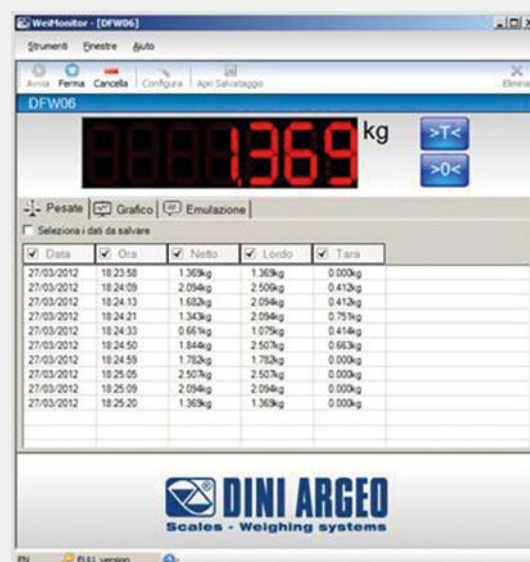 WeiMonitor - [DFW06]
Strumenti Finestre Aiuto
Avvia Ferma Cancella Configura Apri Salvataggio Elimina
DFW06
1.369 kg >T<
>0<
Pesate Grafico Emulazione
Seleziona i dati da salvare
Data Ora Netto Lordo Tara
27/03/2012 18:23:58 1.369kg 1.369kg 0.000kg
27/03/2012 18:24:09 2.094kg 2.506kg 0.412kg
27/03/2012 18:24:13 1.682kg 2.094kg 0.412kg
27/03/2012 18:24:21 1.343kg 2.094kg 0.751kg
27/03/2012 18:24:33 0.661kg 1.075kg 0.414kg
27/03/2012 18:24:50 1.844kg 2.507kg 0.663kg
27/03/2012 18:24:59 1.782kg 1.782kg 0.000kg
27/03/2012 18:25:05 2.507kg 2.507kg 0.000kg
27/03/2012 18:25:09 2.094kg 2.094kg 0.000kg
27/03/2012 18:25:20 1.369kg 1.369kg 0.000kg
DINI ARGEO
Scales - Weighing systems
EN FULL version